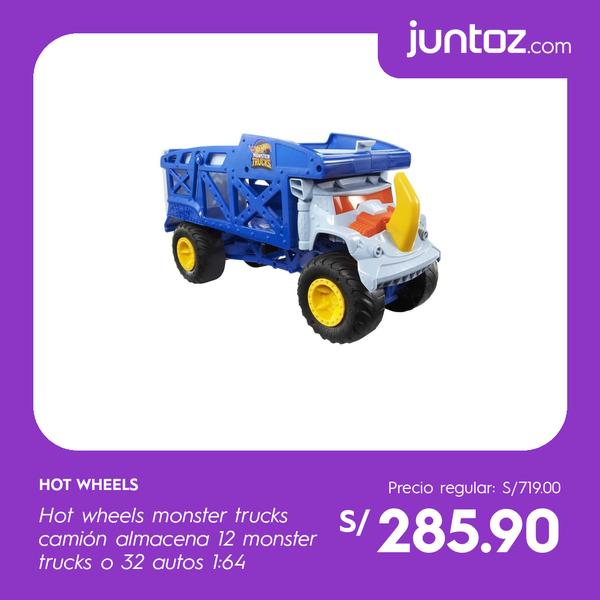 juntoz.com
HOT WHEELS MONSTER TRUCKS
HOT WHEELS
Hot wheels monster trucks
camión almacena 12 monster
trucks o 32 autos 1:64
Precio regular: S/719.00
S/ 285.90